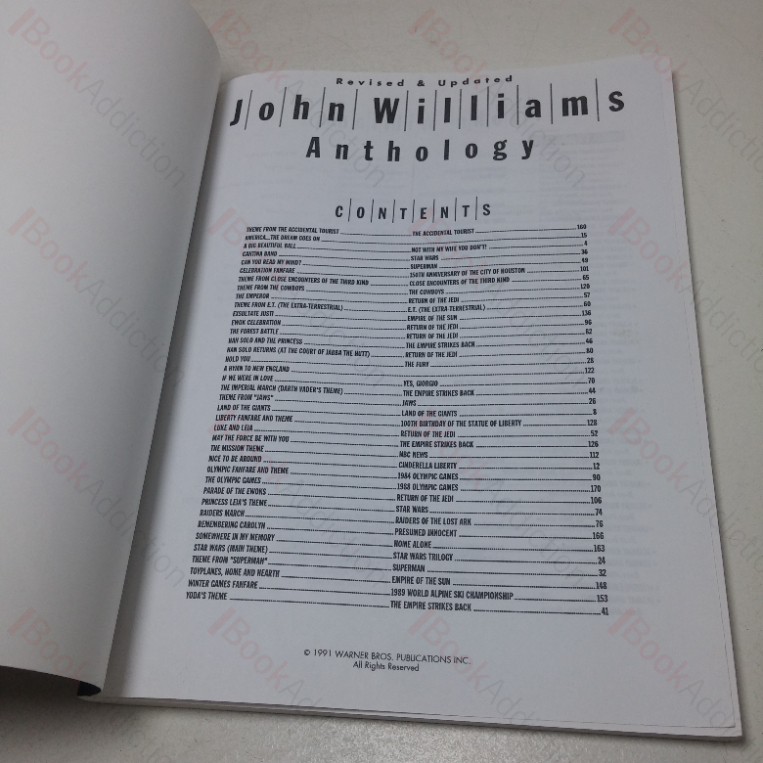 Revised & Updated
John Williams
Anthology
CONTENTS
THEME FROM THE ACCIDENTAL TOURIST THE ACCIDENTAL TOURIST 160
AMERICA...THE DREAM GOES ON 15
A BIG BEAUTIFUL BALL NOT WITH MY WIFE YOU DON'T! 4
CANTINA BAND STAR WARS 36
CAN YOU READ MY MIND? SUPERMAN 49
CELEBRATION FANFARE 150TH ANNIVERSARY OF THE CITY OF HOUSTON 101
THEME FROM CLOSE ENCOUNTERS OF THE THIRD KIND CLOSE ENCOUNTERS OF THE THIRD KIND 65
THEME FROM THE COWBOYS THE COWBOYS 120
THE EMPEROR RETURN OF THE JEDI 57
THEME FROM E.T. (THE EXTRA-TERRESTRIAL) E.T. (THE EXTRA-TERRESTRIAL) 60
EXSULTATE JUSTI EMPIRE OF THE SUN 136
EWOK CELEBRATION RETURN OF THE JEDI 96
THE FOREST BATTLE RETURN OF THE JEDI 62
HAN SOLO AND THE PRINCESS THE EMPIRE STRIKES BACK 46
HAN SOLO RETURNS (AT THE COURT OF JABBA THE HUTT) RETURN OF THE JEDI 80
HOLD YOU THE FURY 28
A HYMN TO NEW ENGLAND 122
IF WE WERE IN LOVE YES, GIORGIO 70
THE IMPERIAL MARCH (DARTH VADER'S THEME) THE EMPIRE STRIKES BACK 44
THEME FROM "JAWS" JAWS 26
LAND OF THE GIANTS LAND OF THE GIANTS 8
LIBERTY FANFARE AND THEME 100TH BIRTHDAY OF THE STATUE OF LIBERTY 128
LUKE AND LEIA RETURN OF THE JEDI 52
MAY THE FORCE BE WITH YOU THE EMPIRE STRIKES BACK 126
THE MISSION THEME NBC NEWS 112
NICE TO BE AROUND CINDERELLA LIBERTY 12
OLYMPIC FANFARE AND THEME 1984 OLYMPIC GAMES 90
THE OLYMPIC GAMES 1988 OLYMPIC GAMES 170
PARADE OF THE EWOKS RETURN OF THE JEDI 106
PRINCESS LEIA'S THEME STAR WARS 74
RAIDERS MARCH RAIDERS OF THE LOST ARK 76
REMEMBERING CAROLYN PRESUMED INNOCENT 166
SOMEWHERE IN MY MEMORY HOME ALONE 163
STAR WARS (MAIN THEME) STAR WARS TRILOGY 24
THEME FROM "SUPERMAN" SUPERMAN 32
TOYPLANES, HOME AND HEARTH EMPIRE OF THE SUN 148
WINTER GAMES FANFARE 1989 WORLD ALPINE SKI CHAMPIONSHIP 153
YODA'S THEME THE EMPIRE STRIKES BACK 41
© 1991 WARNER BROS. PUBLICATIONS INC.
All Rights Reserved
BookAddiction